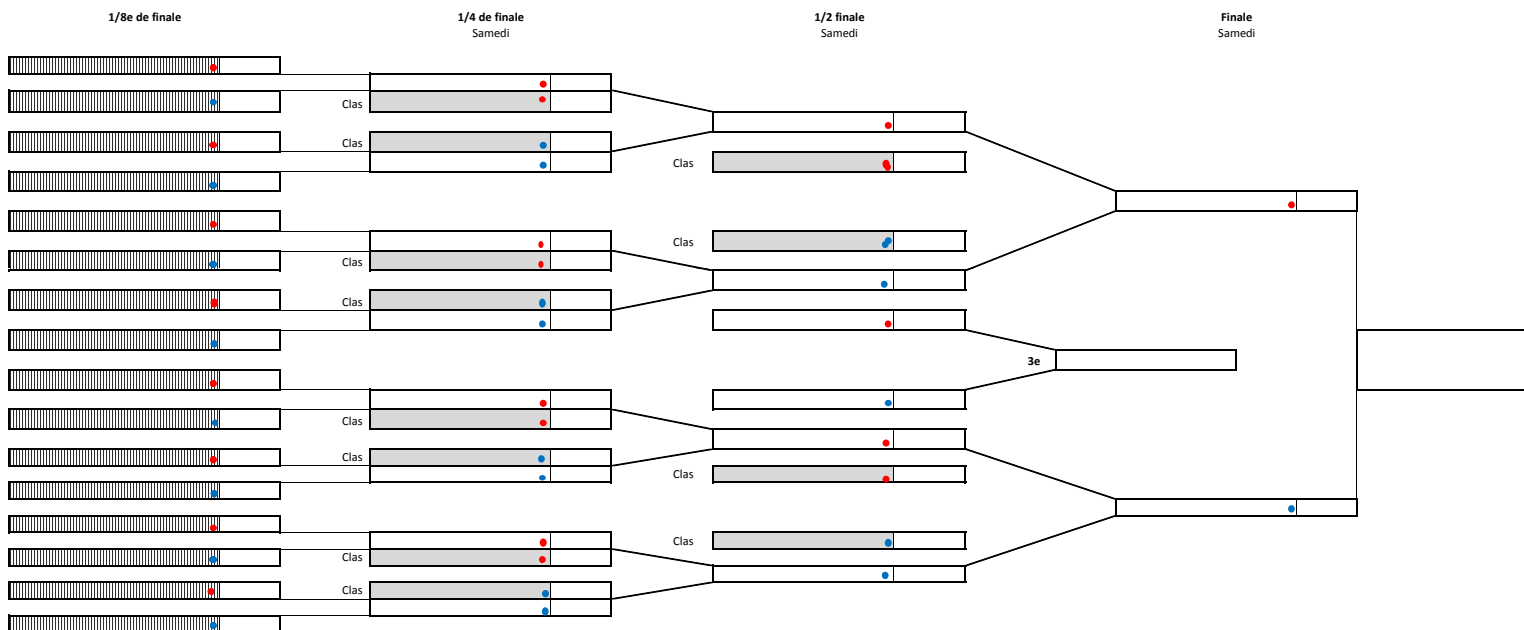 1/8e de finale
1/4 de finale
Samedi
1/2 finale
Samedi
Finale
Samedi
Clas
Clas
Clas
Clas
Clas
Clas
Clas
Clas
Clas
Clas
Clas
Clas
3e